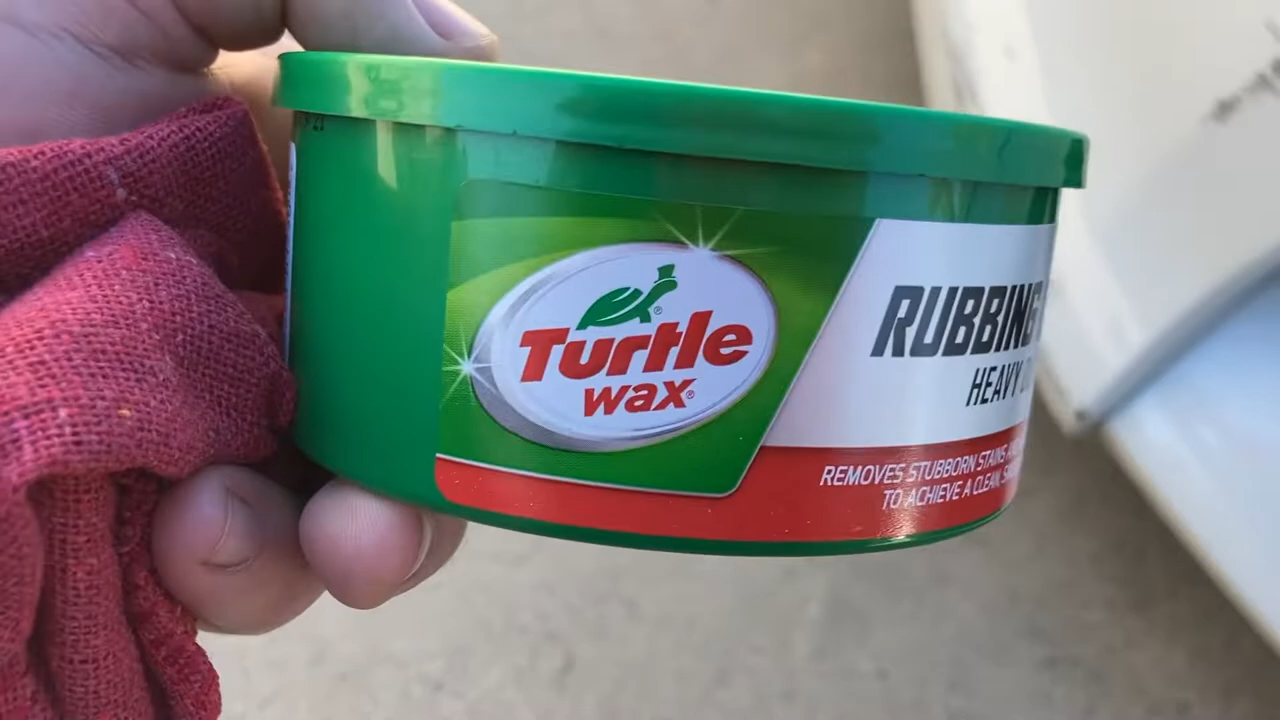 Turtle
wax®
RUBBING
HEAVY
REMOVES STUBBORN STAINS
TO ACHIEVE A CLEAN,